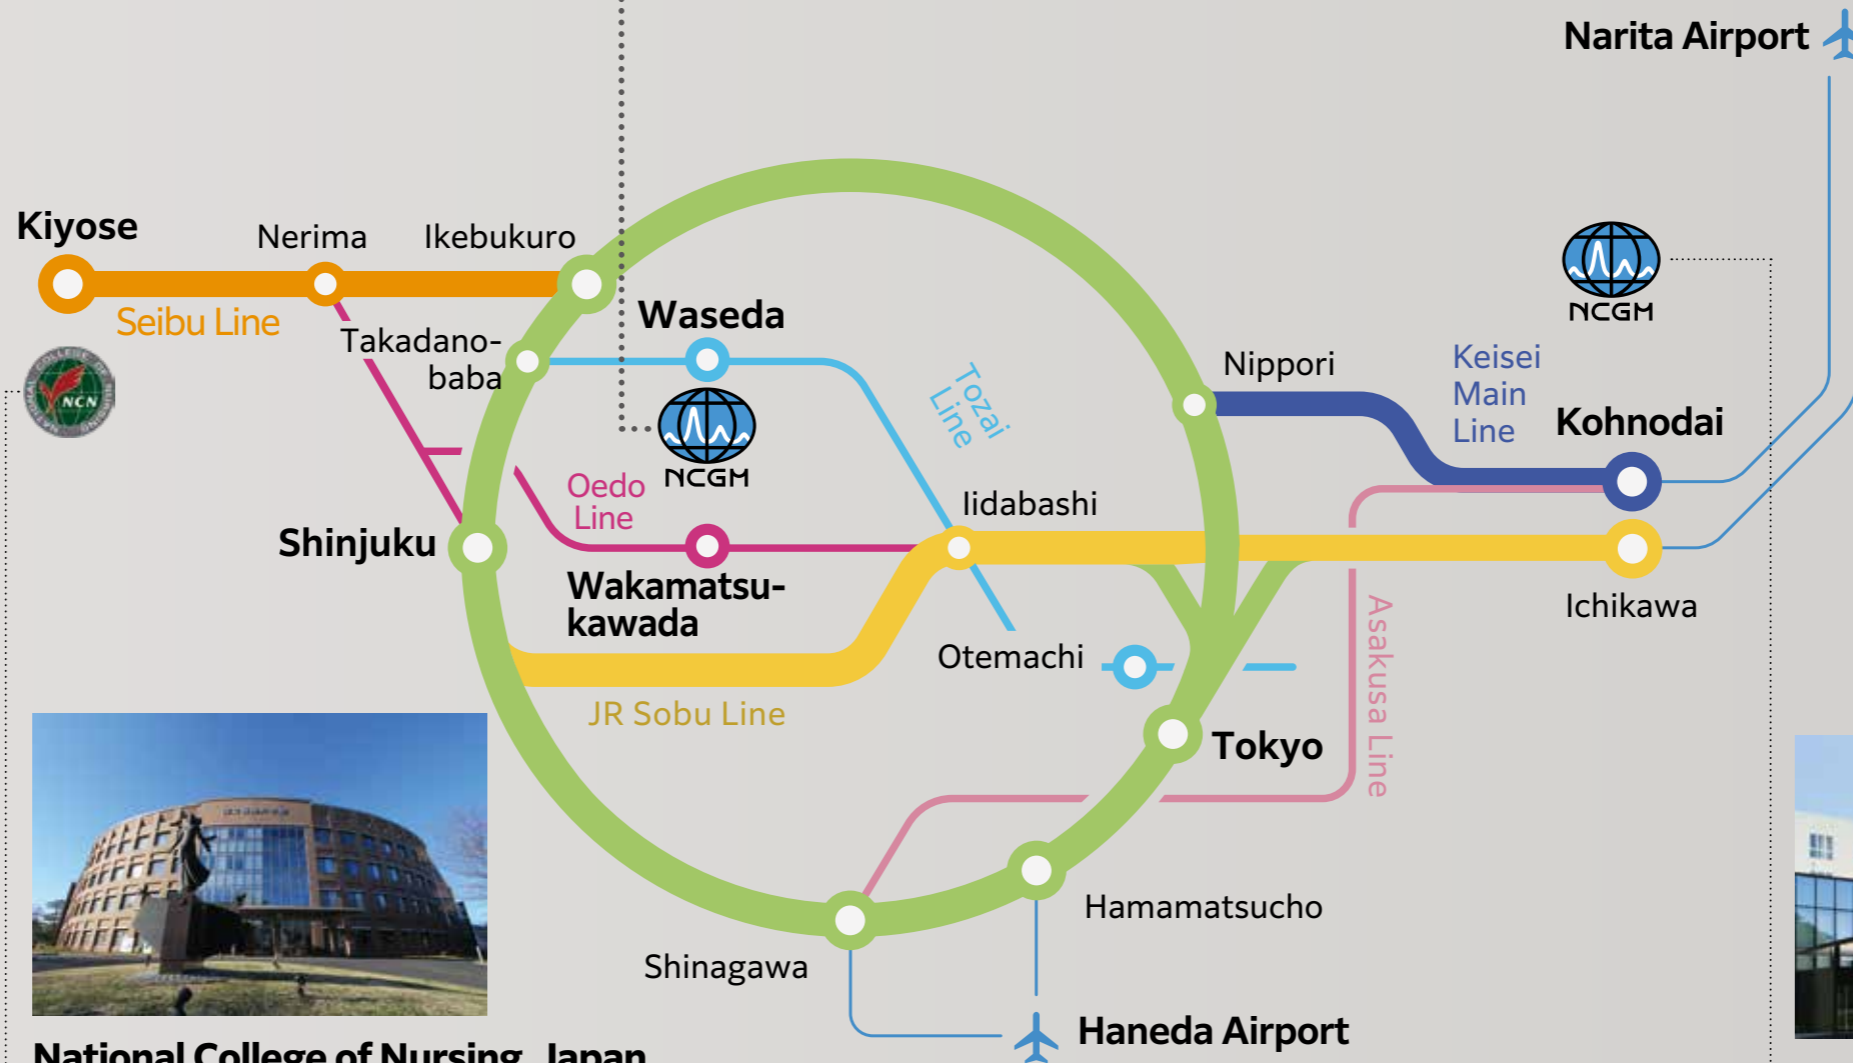 Narita Airport
Kiyose
Nerima
Ikebukuro
Seibu Line
Takadano-
baba
Waseda
Tozai
Line
NCN
NCGM
NCGM
Nippori
Keisei
Main
Line
Kohnodai
Oedo
Line
Iidabashi
Shinjuku
Wakamatsu-
kawada
Ichikawa
Otemachi
Asakusa Line
JR Sobu Line
Tokyo
Hamamatsucho
Shinagawa
Haneda Airport
National College of Nursing, Japan